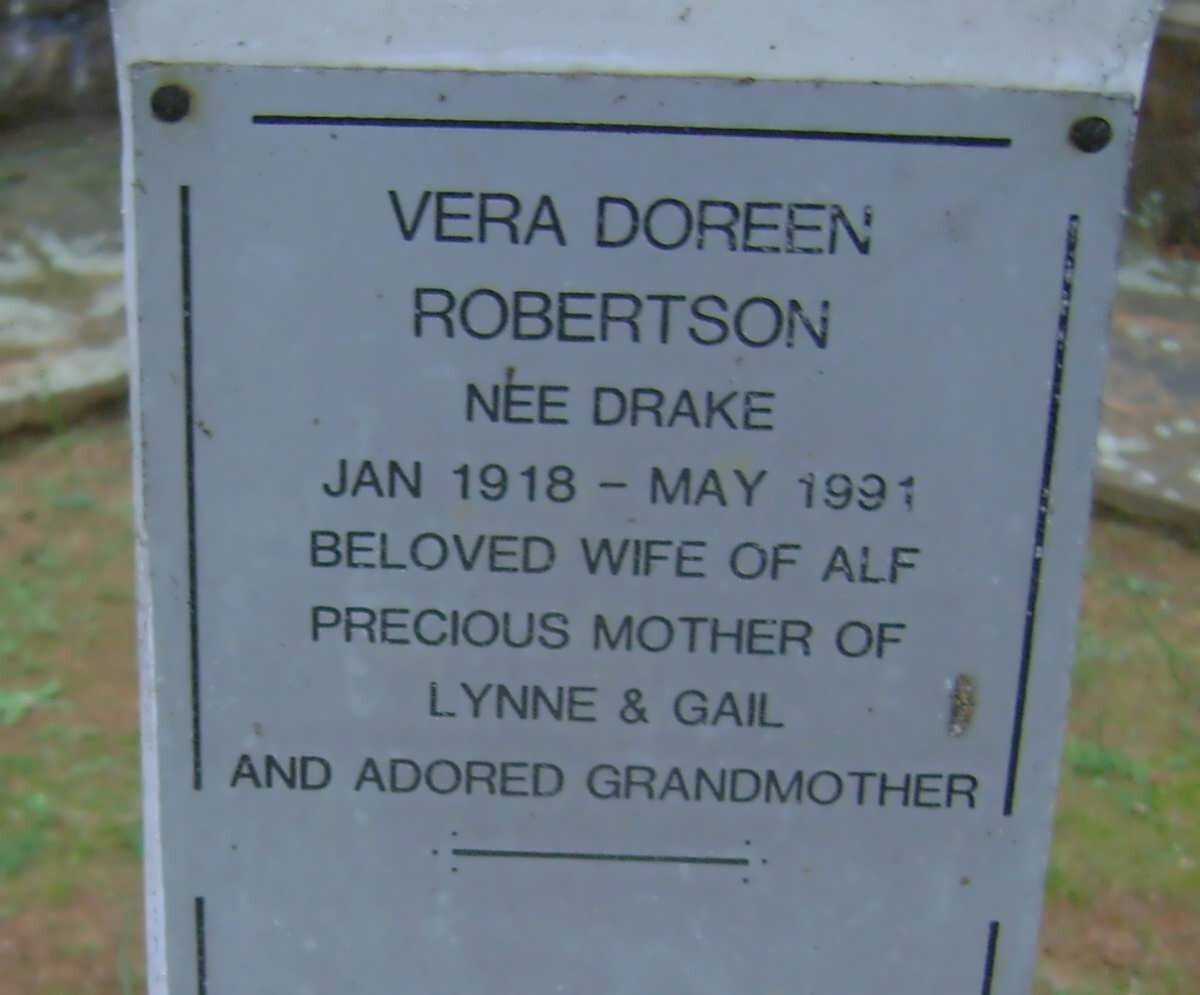 VERA DOREEN
ROBERTSON
NEE DRAKE
JAN 1918 – MAY 1991
BELOVED WIFE OF ALF
PRECIOUS MOTHER OF
LYNNE & GAIL
AND ADORED GRANDMOTHER